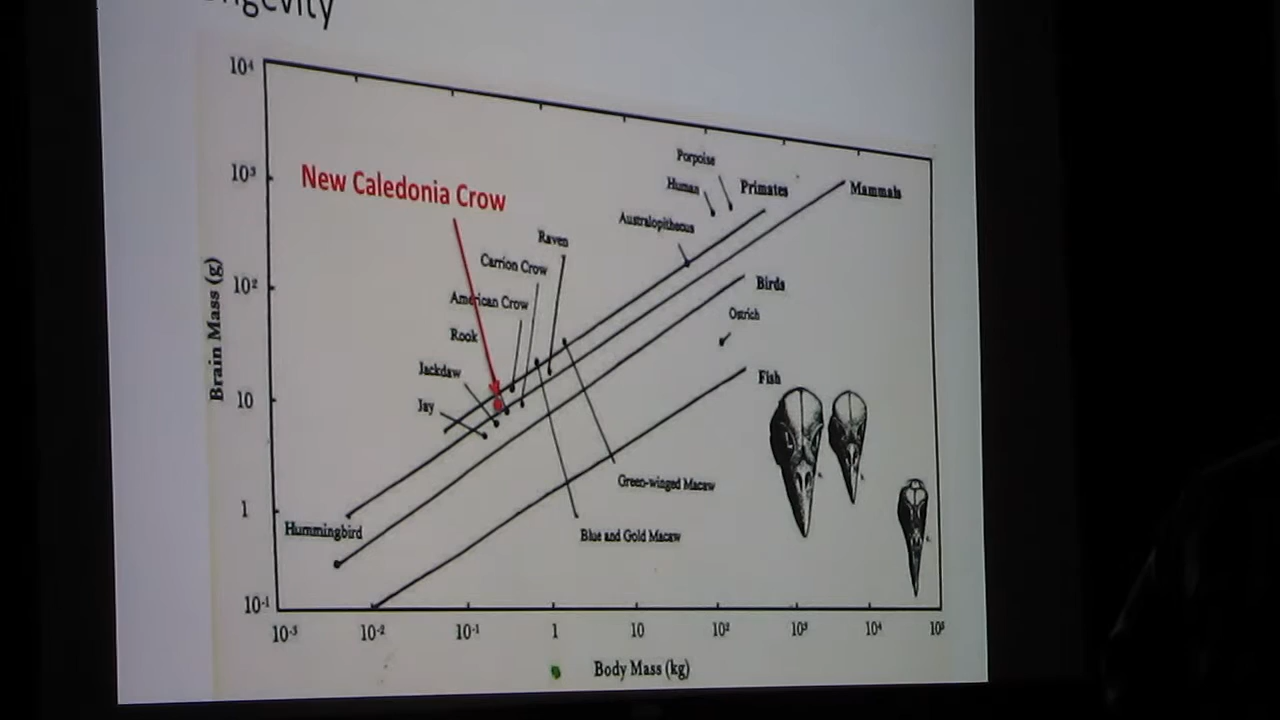 10⁴
10³
10²
10
1
10⁻¹
Brain Mass (g)
New Caledonia Crow
Raven
Carrion Crow
American Crow
Rook
Jackdaw
Jay
Hummingbird
Porpoise
Human
Primates
Mammals
Australopithecus
Birds
Ostrich
Fish
Green-winged Macaw
Blue and Gold Macaw
10⁻³ 10⁻² 10⁻¹ 1 10 10² 10³ 10⁴ 10⁵
Body Mass (kg)